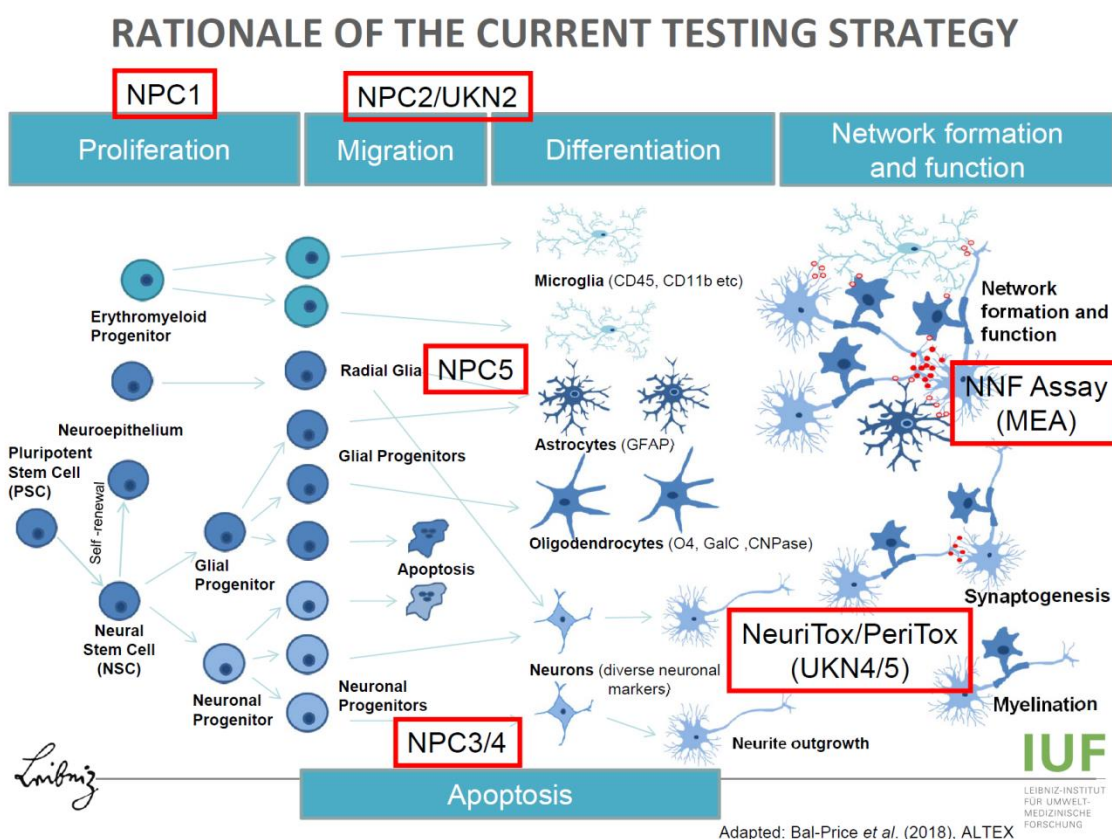 RATIONALE OF THE CURRENT TESTING STRATEGY
NPC1
NPC2/UKN2
Proliferation
Migration
Differentiation
Network formation
and function
Erythromyeloid
Progenitor
Microglia (CD45, CD11b etc)
Network
formation and
function
Radial Glia
NPC5
NNF Assay
(MEA)
Neuroepithelium
Pluripotent
Stem Cell
(PSC)
Self -renewal
Glial Progenitors
Astrocytes (GFAP)
Glial
Progenitor
Apoptosis
Oligodendrocytes (O4, GalC ,CNPase)
Synaptogenesis
Neural
Stem Cell
(NSC)
Neuronal
Progenitor
Neuronal
Progenitors
Neurons (diverse neuronal
markers)
NeuriTox/PeriTox
(UKN4/5)
Myelination
NPC3/4
Neurite outgrowth
Leibniz
Apoptosis
IUF
LEIBNIZ-INSTITUT
FÜR UMWELT-
MEDIZINISCHE
FORSCHUNG
Adapted: Bal-Price et al. (2018), ALTEX